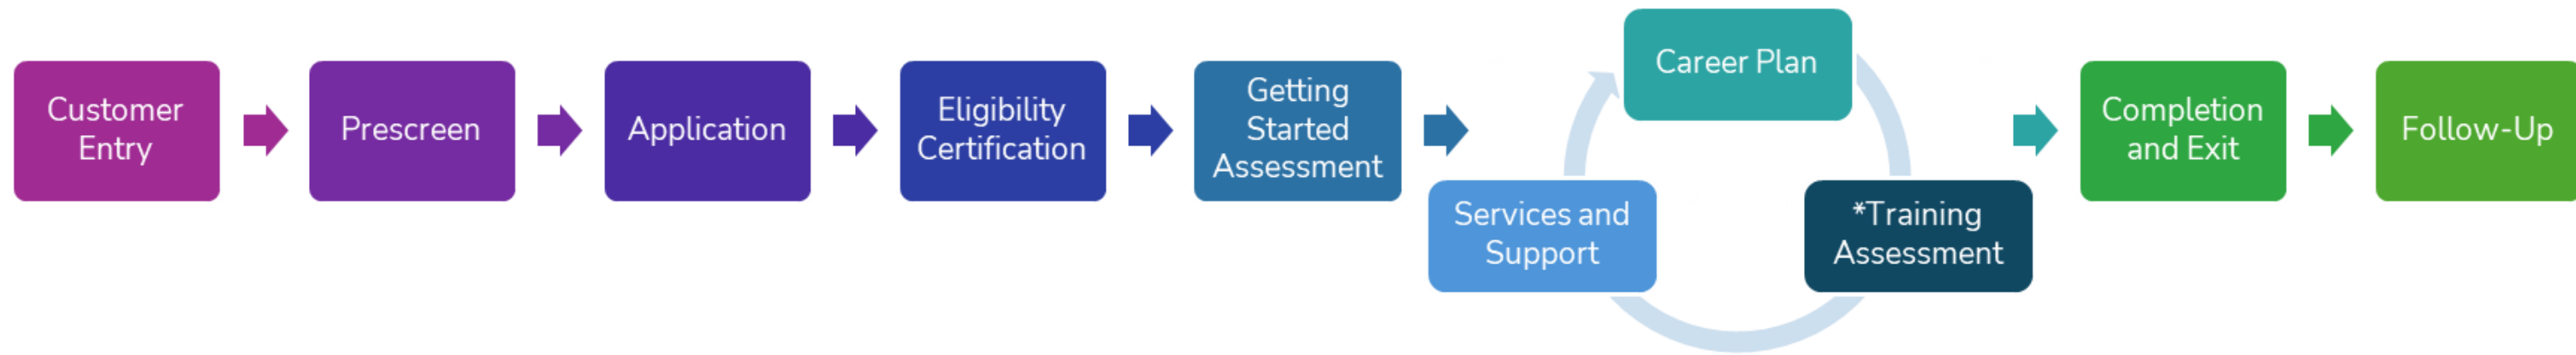 Customer
Entry
Prescreen
Application
Eligibility
Certification
Getting
Started
Assessment
Career Plan
Services and
Support
*Training
Assessment
Completion
and Exit
Follow-Up